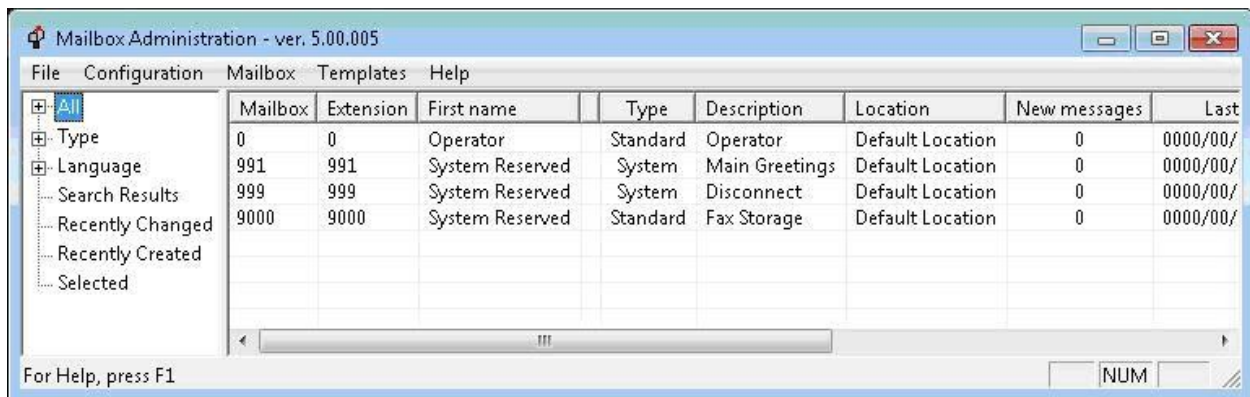 Mailbox Administration - ver. 5.00.005
File Configuration Mailbox Templates Help
All
Type
Language
Search Results
Recently Changed
Recently Created
Selected
Mailbox Extension First name Type Description Location New messages Last
0 0 Operator Standard Operator Default Location 0 0000/00/
991 991 System Reserved System Main Greetings Default Location 0 0000/00/
999 999 System Reserved System Disconnect Default Location 0 0000/00/
9000 9000 System Reserved Standard Fax Storage Default Location 0 0000/00/
For Help, press F1
NUM